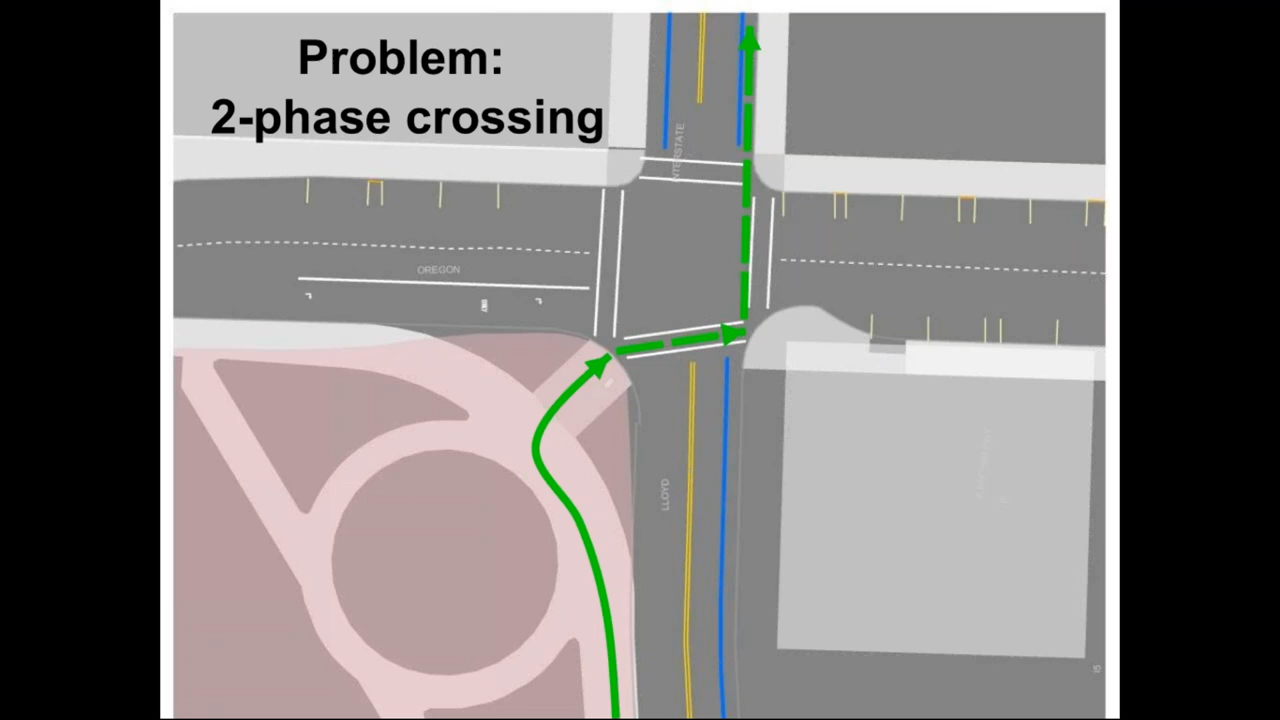 Problem:
2-phase crossing
INTERSTATE
OREGON
LLOYD